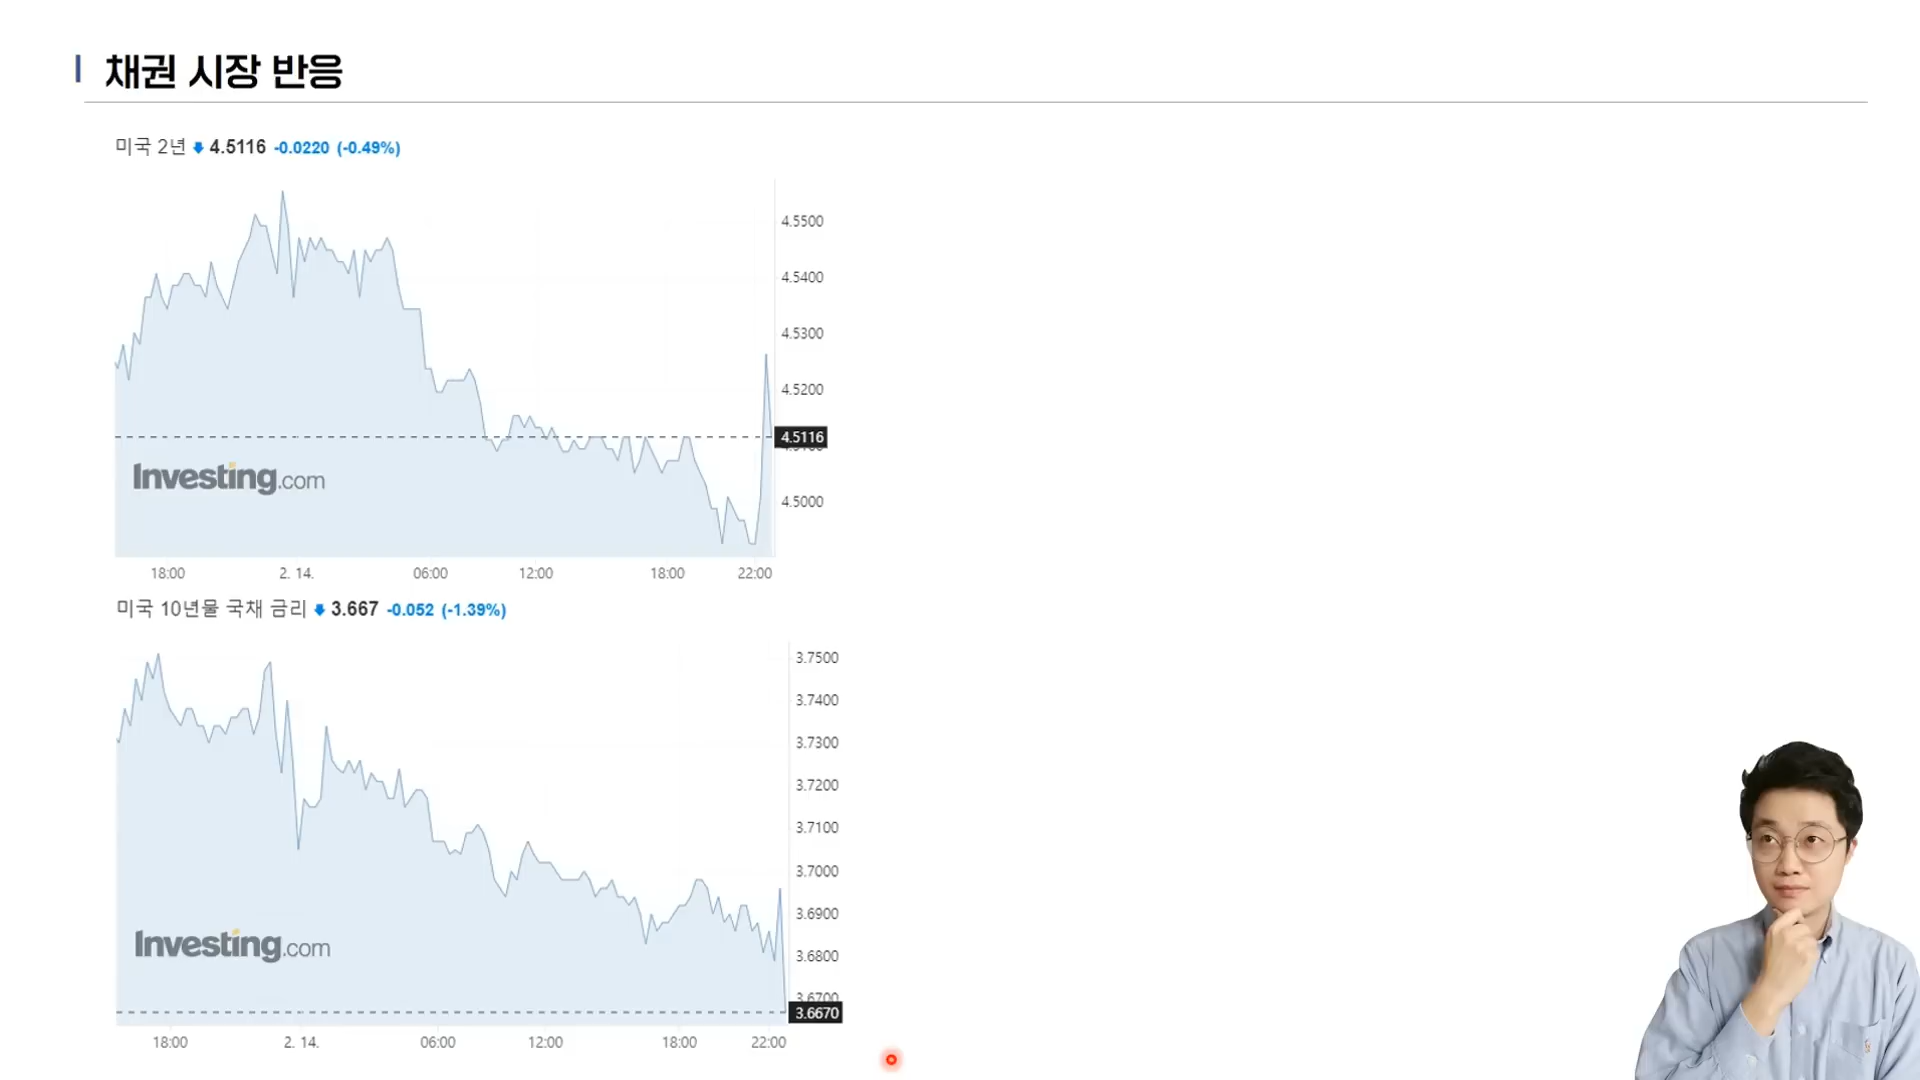 채권 시장 반응
미국 2년 4.5116 -0.0220 (-0.49%)
4.5500
4.5400
4.5300
4.5200
4.5116
4.5000
Investing.com
18:00 2. 14. 06:00 12:00 18:00 22:00
미국 10년물 국채 금리 3.667 -0.052 (-1.39%)
3.7500
3.7400
3.7300
3.7200
3.7100
3.7000
3.6900
3.6800
3.6700
3.6670
Investing.com
18:00 2. 14. 06:00 12:00 18:00 22:00